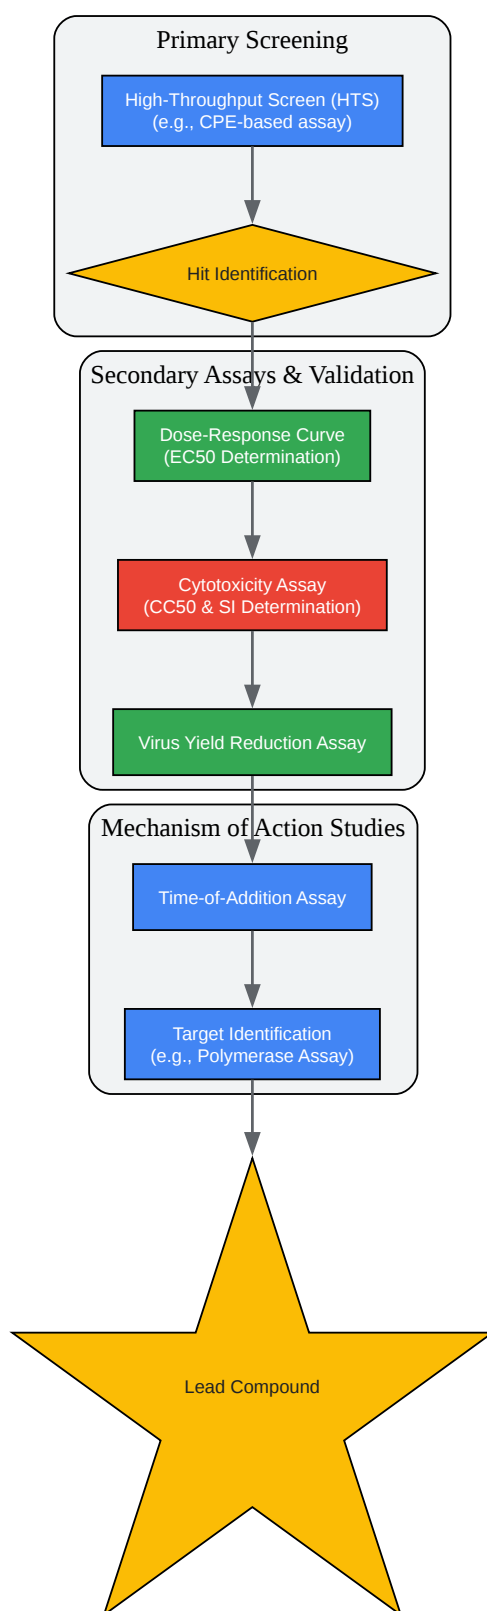 Primary Screening
High-Throughput Screen (HTS)
(e.g., CPE-based assay)
Hit Identification
Secondary Assays & Validation
Dose-Response Curve
(EC50 Determination)
Cytotoxicity Assay
(CC50 & SI Determination)
Virus Yield Reduction Assay
Mechanism of Action Studies
Time-of-Addition Assay
Target Identification
(e.g., Polymerase Assay)
Lead Compound